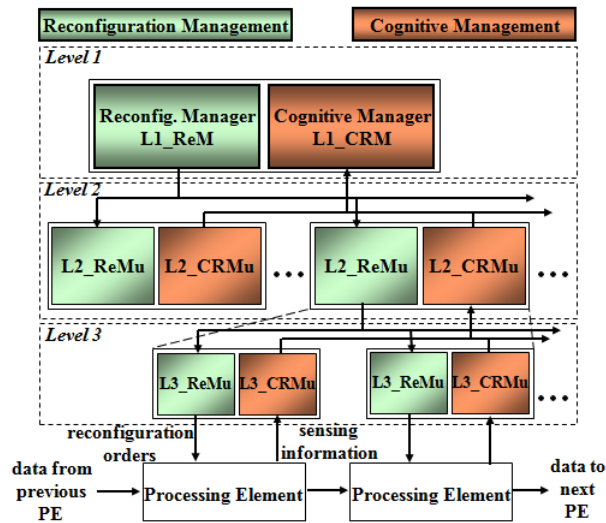 Reconfiguration Management
Cognitive Management
Level 1
Reconfig. Manager
L1_ReM
Cognitive Manager
L1_CRM
Level 2
L2_ReMu
L2_CRMu
...
L2_ReMu
L2_CRMu
...
Level 3
L3_ReMu
L3_CRMu
L3_ReMu
L3_CRMu
...
reconfiguration
orders
sensing
information
data from
previous
PE
Processing Element
Processing Element
data to
next
PE